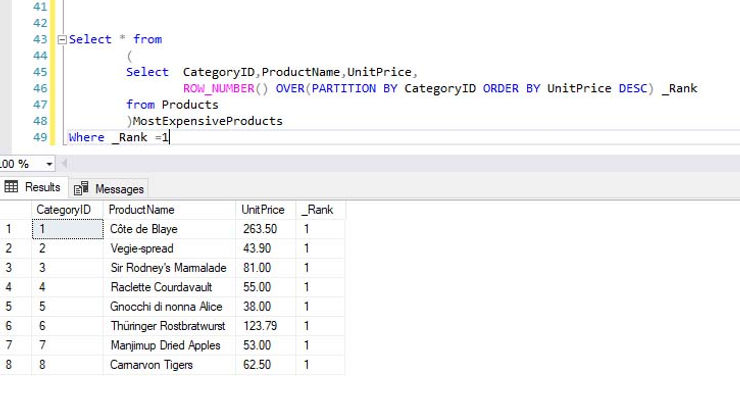 41
42
43 Select * from
44 (
45 Select CategoryID,ProductName,UnitPrice,
46 ROW_NUMBER() OVER(PARTITION BY CategoryID ORDER BY UnitPrice DESC) _Rank
47 from Products
48 )MostExpensiveProducts
49 Where _Rank =1
.00 %
Results Messages
CategoryID ProductName UnitPrice _Rank
1 1 Côte de Blaye 263.50 1
2 2 Vegie-spread 43.90 1
3 3 Sir Rodney's Marmalade 81.00 1
4 4 Raclette Courdavault 55.00 1
5 5 Gnocchi di nonna Alice 38.00 1
6 6 Thüringer Rostbratwurst 123.79 1
7 7 Manjimup Dried Apples 53.00 1
8 8 Carnarvon Tigers 62.50 1